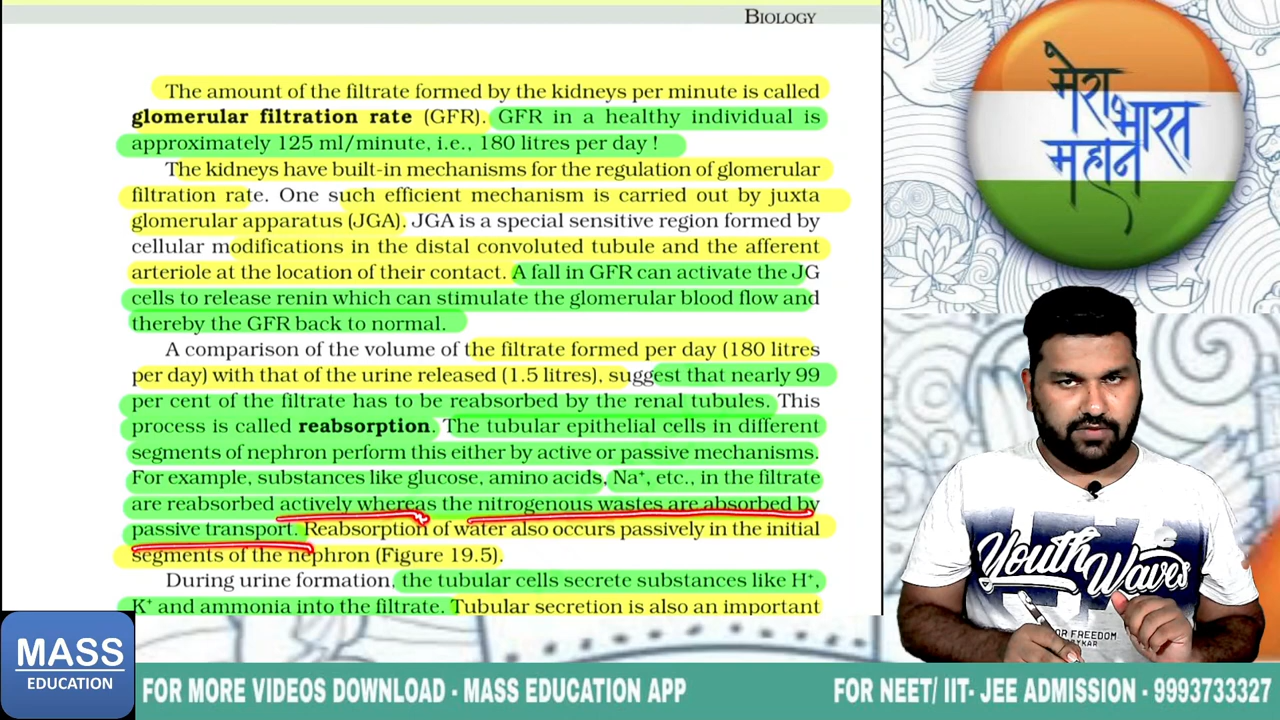 BIOLOGY
The amount of the filtrate formed by the kidneys per minute is called
glomerular filtration rate (GFR). GFR in a healthy individual is
approximately 125 ml/minute, i.e., 180 litres per day !
The kidneys have built-in mechanisms for the regulation of glomerular
filtration rate. One such efficient mechanism is carried out by juxta
glomerular apparatus (JGA). JGA is a special sensitive region formed by
cellular modifications in the distal convoluted tubule and the afferent
arteriole at the location of their contact. A fall in GFR can activate the JG
cells to release renin which can stimulate the glomerular blood flow and
thereby the GFR back to normal.
A comparison of the volume of the filtrate formed per day (180 litres
per day) with that of the urine released (1.5 litres), suggest that nearly 99
per cent of the filtrate has to be reabsorbed by the renal tubules. This
process is called reabsorption. The tubular epithelial cells in different
segments of nephron perform this either by active or passive mechanisms.
For example, substances like glucose, amino acids, Na⁺, etc., in the filtrate
are reabsorbed actively whereas the nitrogenous wastes are absorbed by
passive transport. Reabsorption of water also occurs passively in the initial
segments of the nephron (Figure 19.5).
During urine formation, the tubular cells secrete substances like H⁺,
K⁺ and ammonia into the filtrate. Tubular secretion is also an important
मेरा
भारत
महान
Youth
Waves
OR FREEDOM
MASS
EDUCATION
FOR MORE VIDEOS DOWNLOAD - MASS EDUCATION APP
FOR NEET/ IIT- JEE ADMISSION - 9993733327